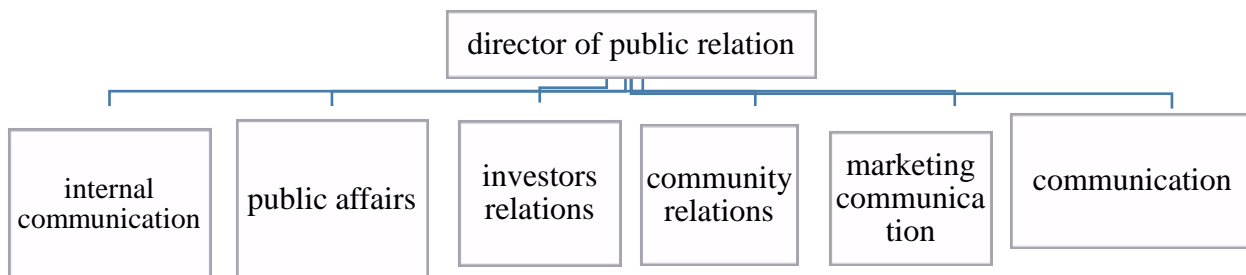 director of public relation
internal
communication
public affairs
investors
relations
community
relations
marketing
communica
tion
communication